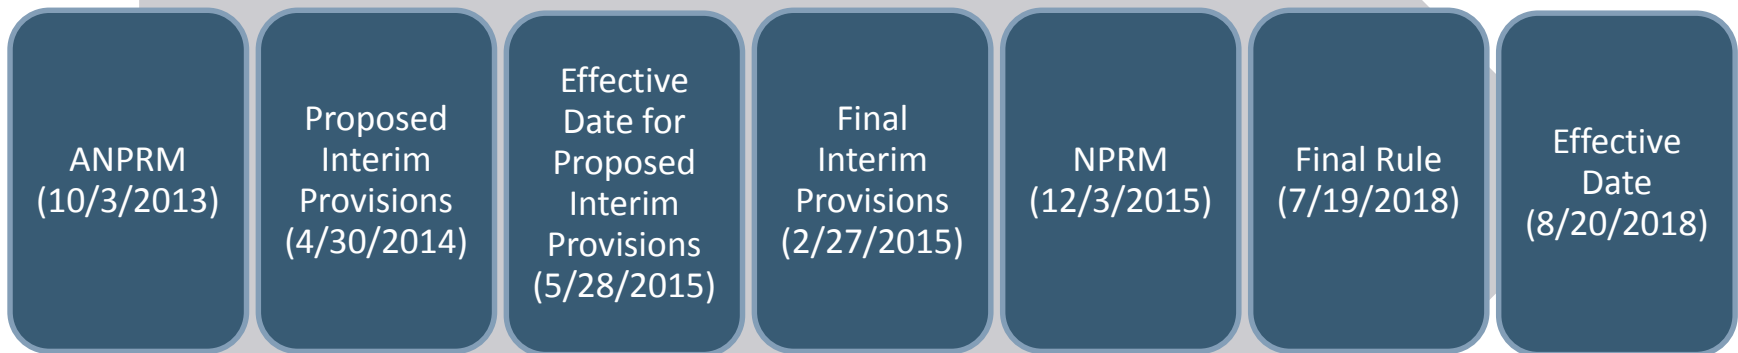 ANPRM
(10/3/2013)
Proposed
Interim
Provisions
(4/30/2014)
Effective
Date for
Proposed
Interim
Provisions
(5/28/2015)
Final
Interim
Provisions
(2/27/2015)
NPRM
(12/3/2015)
Final Rule
(7/19/2018)
Effective
Date
(8/20/2018)